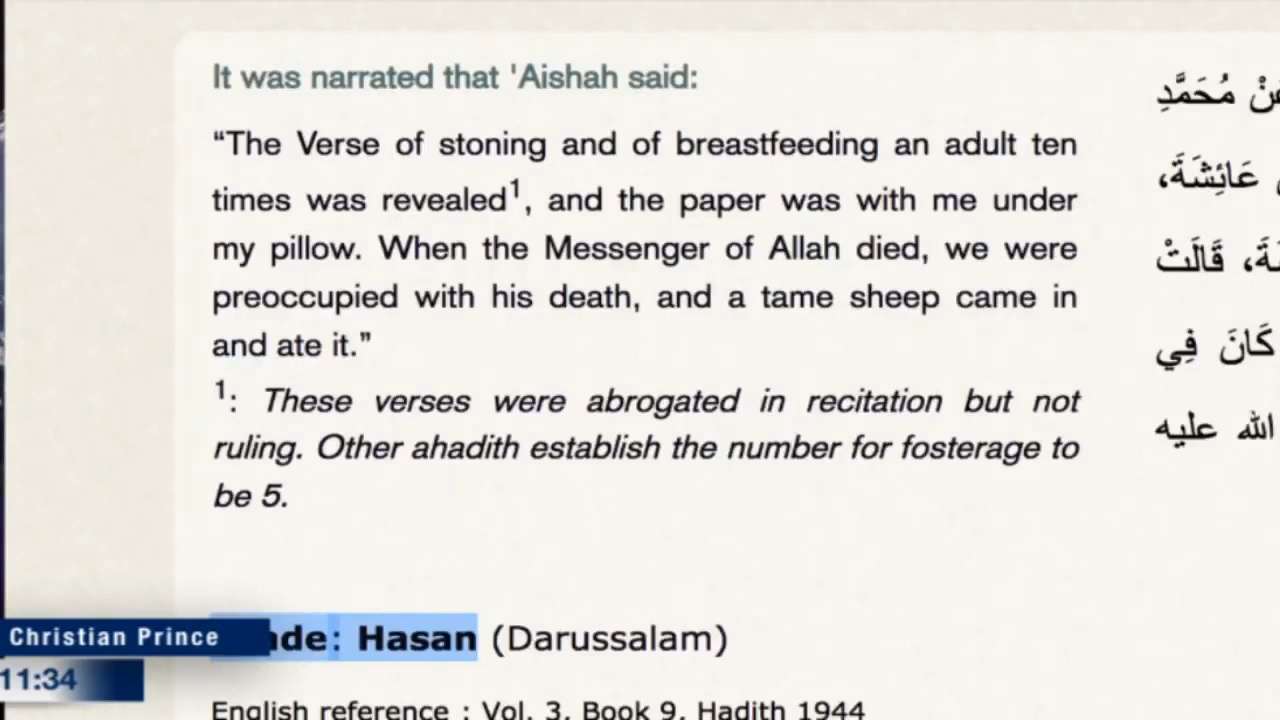 It was narrated that 'Aishah said:
“The Verse of stoning and of breastfeeding an adult ten
times was revealed¹, and the paper was with me under
my pillow. When the Messenger of Allah died, we were
preoccupied with his death, and a tame sheep came in
and ate it.”
¹: These verses were abrogated in recitation but not
ruling. Other ahadith establish the number for fosterage to
be 5.
مُحَمَّدِ
عَائِشَةَ،
قَالَتْ
كَانَ فِي
الله عليه
: Hasan (Darussalam)
Christian Prince
11:34
English reference : Vol. 3, Book 9, Hadith 1944